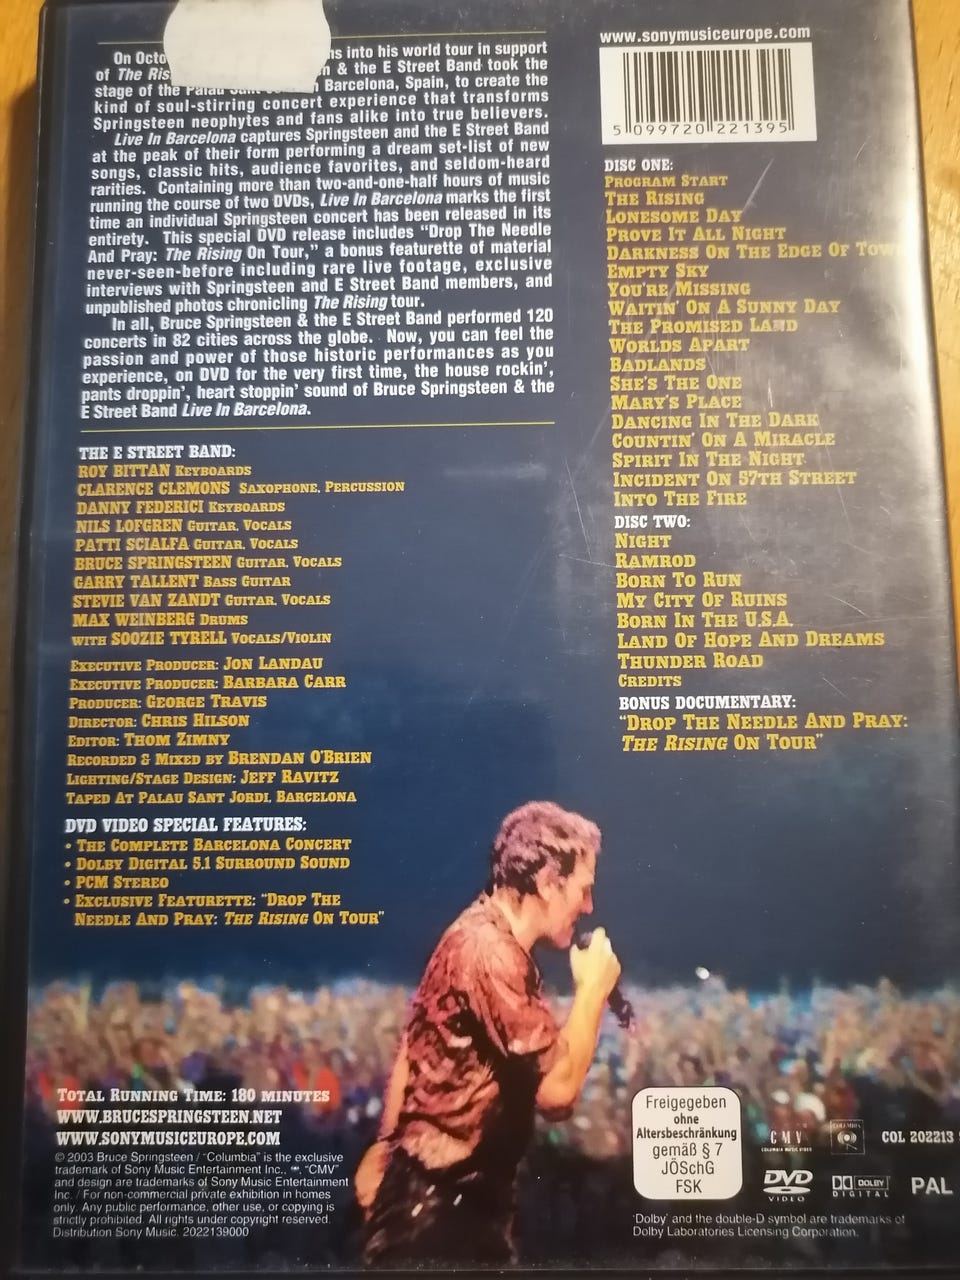 On Octo ns into his world tour in support
of The Ris n & the E Street Band took the
stage of the Palau Sant Barcelona, Spain, to create the
kind of soul-stirring concert experience that transforms
Springsteen neophytes and fans alike into true believers.
Live In Barcelona captures Springsteen and the E Street Band
at the peak of their form performing a dream set-list of new
songs, classic hits, audience favorites, and seldom-heard
rarities. Containing more than two-and-one-half hours of music
running the course of two DVDs, Live In Barcelona marks the first
time an individual Springsteen concert has been released in its
entirety. This special DVD release includes “Drop The Needle
And Pray: The Rising On Tour,” a bonus featurette of material
never-seen-before including rare live footage, exclusive
interviews with Springsteen and E Street Band members, and
unpublished photos chronicling The Rising tour.
In all, Bruce Springsteen & the E Street Band performed 120
concerts in 82 cities across the globe. Now, you can feel the
passion and power of those historic performances as you
experience, on DVD for the very first time, the house rockin’,
pants droppin’, heart stoppin’ sound of Bruce Springsteen & the
E Street Band Live In Barcelona.
THE E STREET BAND:
ROY BITTAN KEYBOARDS
CLARENCE CLEMONS SAXOPHONE, PERCUSSION
DANNY FEDERICI KEYBOARDS
NILS LOFGREN GUITAR, VOCALS
PATTI SCIALFA GUITAR, VOCALS
BRUCE SPRINGSTEEN GUITAR, VOCALS
GARRY TALLENT BASS GUITAR
STEVIE VAN ZANDT GUITAR, VOCALS
MAX WEINBERG DRUMS
WITH SOOZIE TYRELL VOCALS/VIOLIN
EXECUTIVE PRODUCER: JON LANDAU
EXECUTIVE PRODUCER: BARBARA CARR
PRODUCER: GEORGE TRAVIS
DIRECTOR: CHRIS HILSON
EDITOR: THOM ZIMNY
RECORDED & MIXED BY BRENDAN O’BRIEN
LIGHTING/STAGE DESIGN: JEFF RAVITZ
TAPED AT PALAU SANT JORDI, BARCELONA
DVD VIDEO SPECIAL FEATURES:
• THE COMPLETE BARCELONA CONCERT
• DOLBY DIGITAL 5.1 SURROUND SOUND
• PCM STEREO
• EXCLUSIVE FEATURETTE: “DROP THE
NEEDLE AND PRAY: THE RISING ON TOUR”
TOTAL RUNNING TIME: 180 MINUTES
WWW.BRUCESPRINGSTEEN.NET
WWW.SONYMUSICEUROPE.COM
© 2003 Bruce Springsteen / “Columbia” is the exclusive
trademark of Sony Music Entertainment Inc., “CMV”
and design are trademarks of Sony Music Entertainment
Inc. / For non-commercial private exhibition in homes
only. Any public performance, other use, or copying is
strictly prohibited. All rights under copyright reserved.
Distribution Sony Music. 2022139000
www.sonymusiceurope.com
5 099720 221395
DISC ONE:
PROGRAM START
THE RISING
LONESOME DAY
PROVE IT ALL NIGHT
DARKNESS ON THE EDGE OF TOWN
EMPTY SKY
YOU’RE MISSING
WAITIN’ ON A SUNNY DAY
THE PROMISED LAND
WORLDS APART
BADLANDS
SHE’S THE ONE
MARY’S PLACE
DANCING IN THE DARK
COUNTIN’ ON A MIRACLE
SPIRIT IN THE NIGHT
INCIDENT ON 57TH STREET
INTO THE FIRE
DISC TWO:
NIGHT
RAMROD
BORN TO RUN
MY CITY OF RUINS
BORN IN THE U.S.A.
LAND OF HOPE AND DREAMS
THUNDER ROAD
CREDITS
BONUS DOCUMENTARY:
“DROP THE NEEDLE AND PRAY:
THE RISING ON TOUR”
Freigegeben
ohne
Altersbeschränkung
gemäß § 7
JÖSchG
FSK
CMV
COLUMBIA MUSIC VIDEO
COLUMBIA
COL 202213
DVD
VIDEO
DOLBY
DIGITAL
PAL
‘Dolby’ and the double-D symbol are trademarks of
Dolby Laboratories Licensing Corporation.